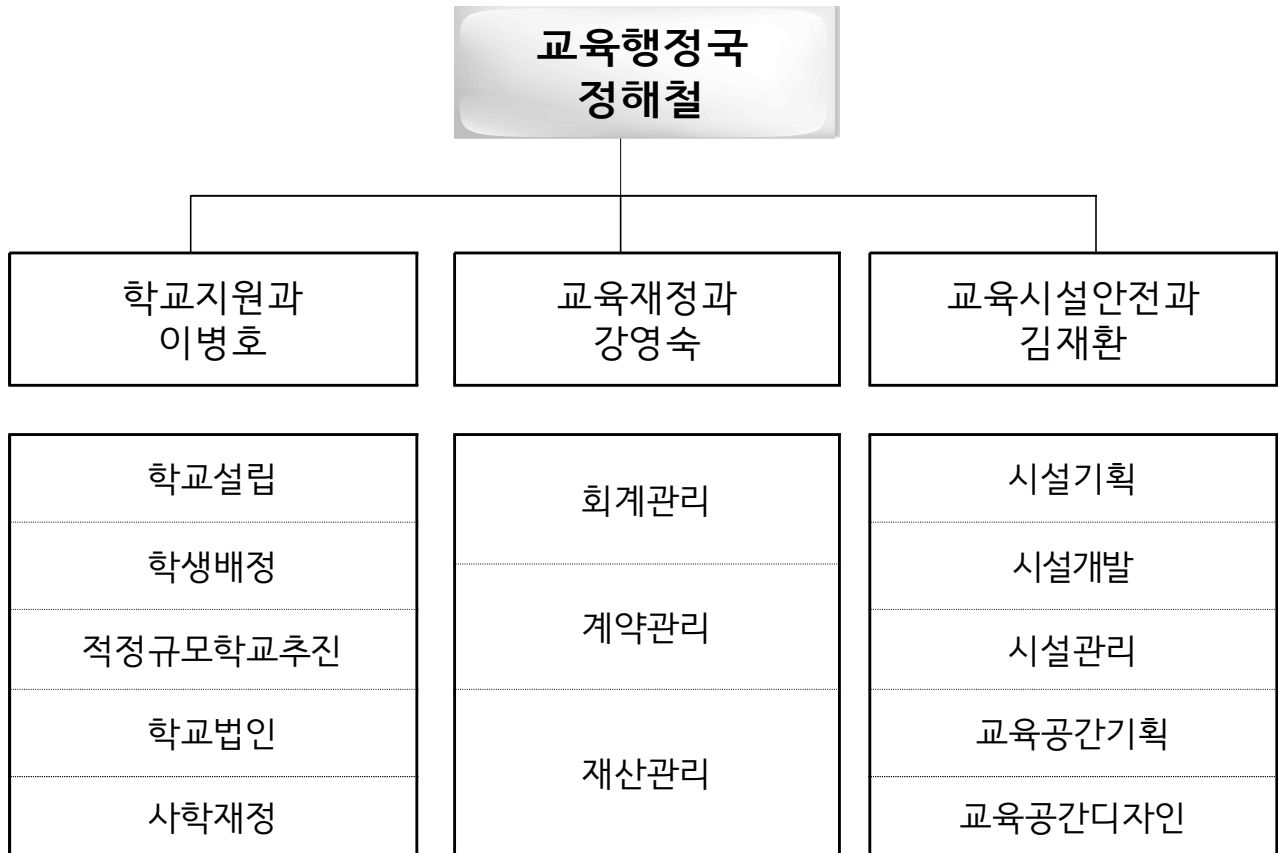 교육행정국
정해철
학교지원과
이병호
교육재정과
강영숙
교육시설안전과
김재환
학교설립
학생배정
적정규모학교추진
학교법인
사학재정
회계관리
계약관리
재산관리
시설기획
시설개발
시설관리
교육공간기획
교육공간디자인